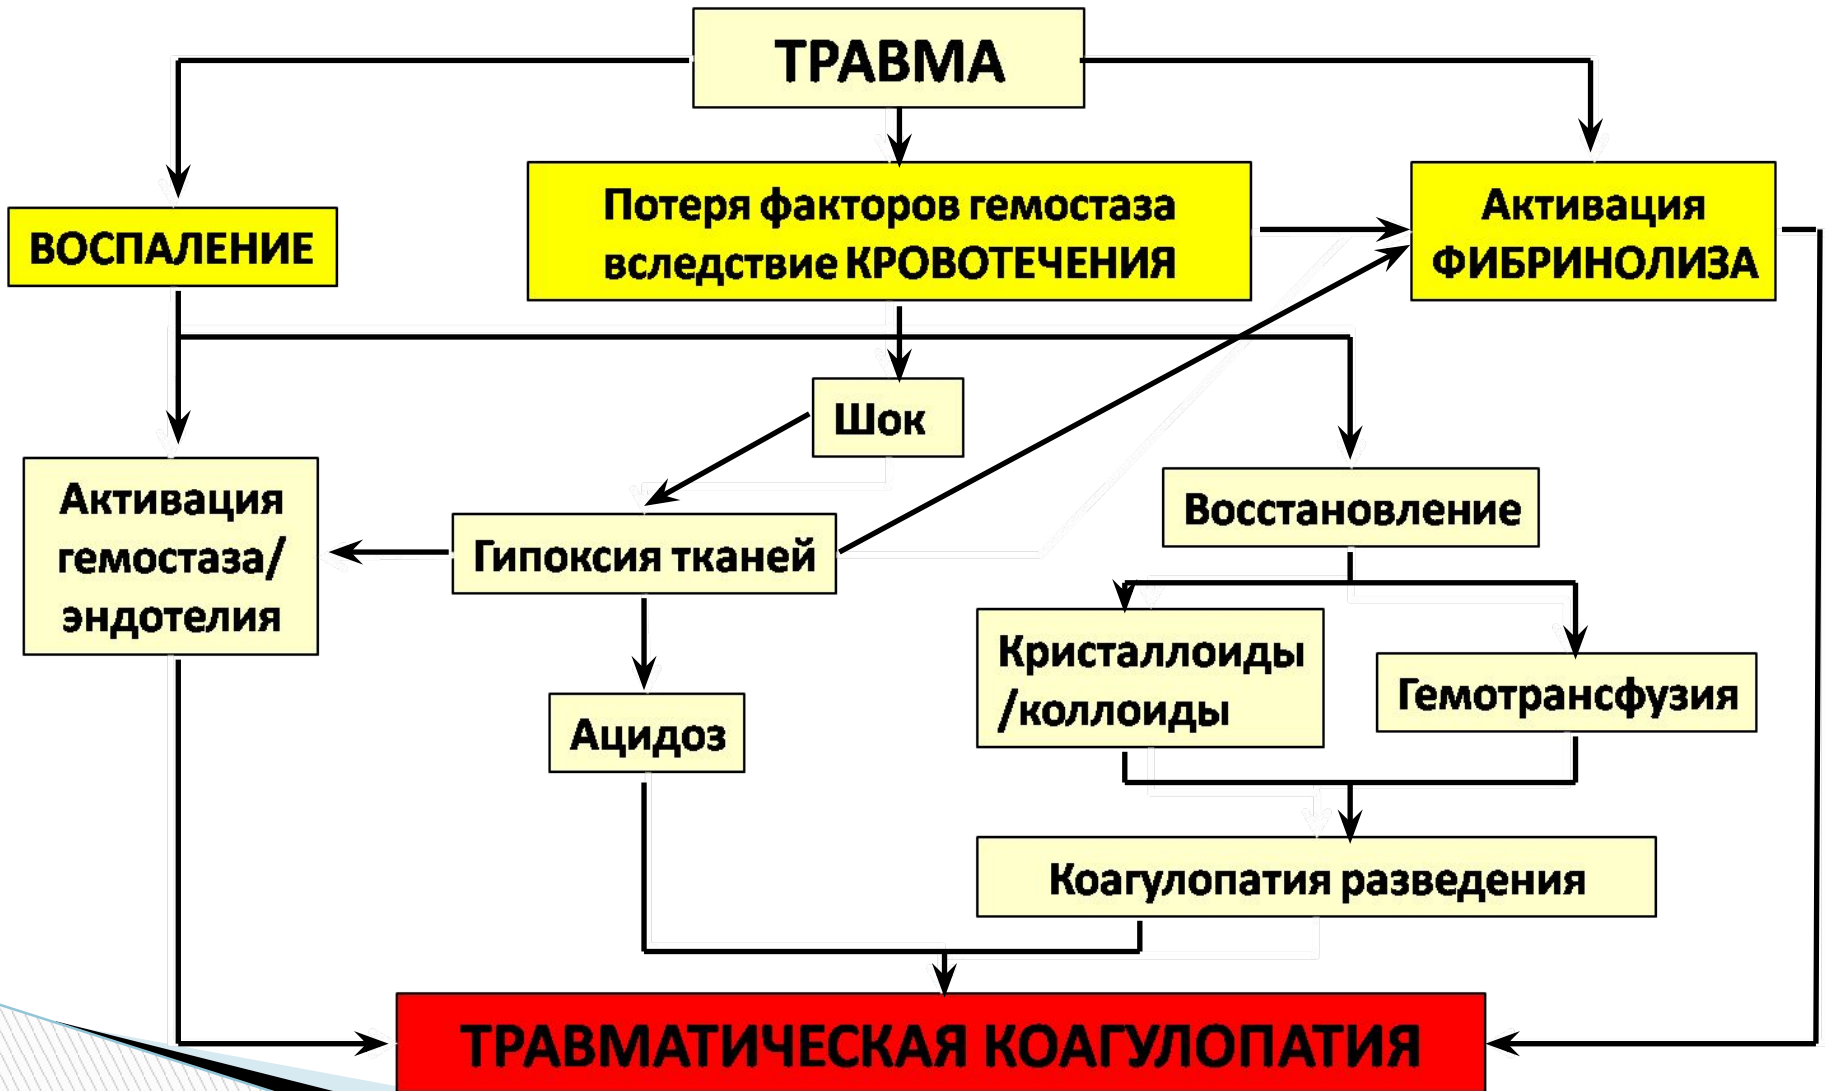 ТРАВМА
ВОСПАЛЕНИЕ
Потеря факторов гемостаза
вследствие КРОВОТЕЧЕНИЯ
Активация
ФИБРИНОЛИЗА
Шок
Активация
гемостаза/
эндотелия
Гипоксия тканей
Восстановление
Ацидоз
Кристаллоиды
/коллоиды
Гемотрансфузия
Коагулопатия разведения
ТРАВМАТИЧЕСКАЯ КОАГУЛОПАТИЯ